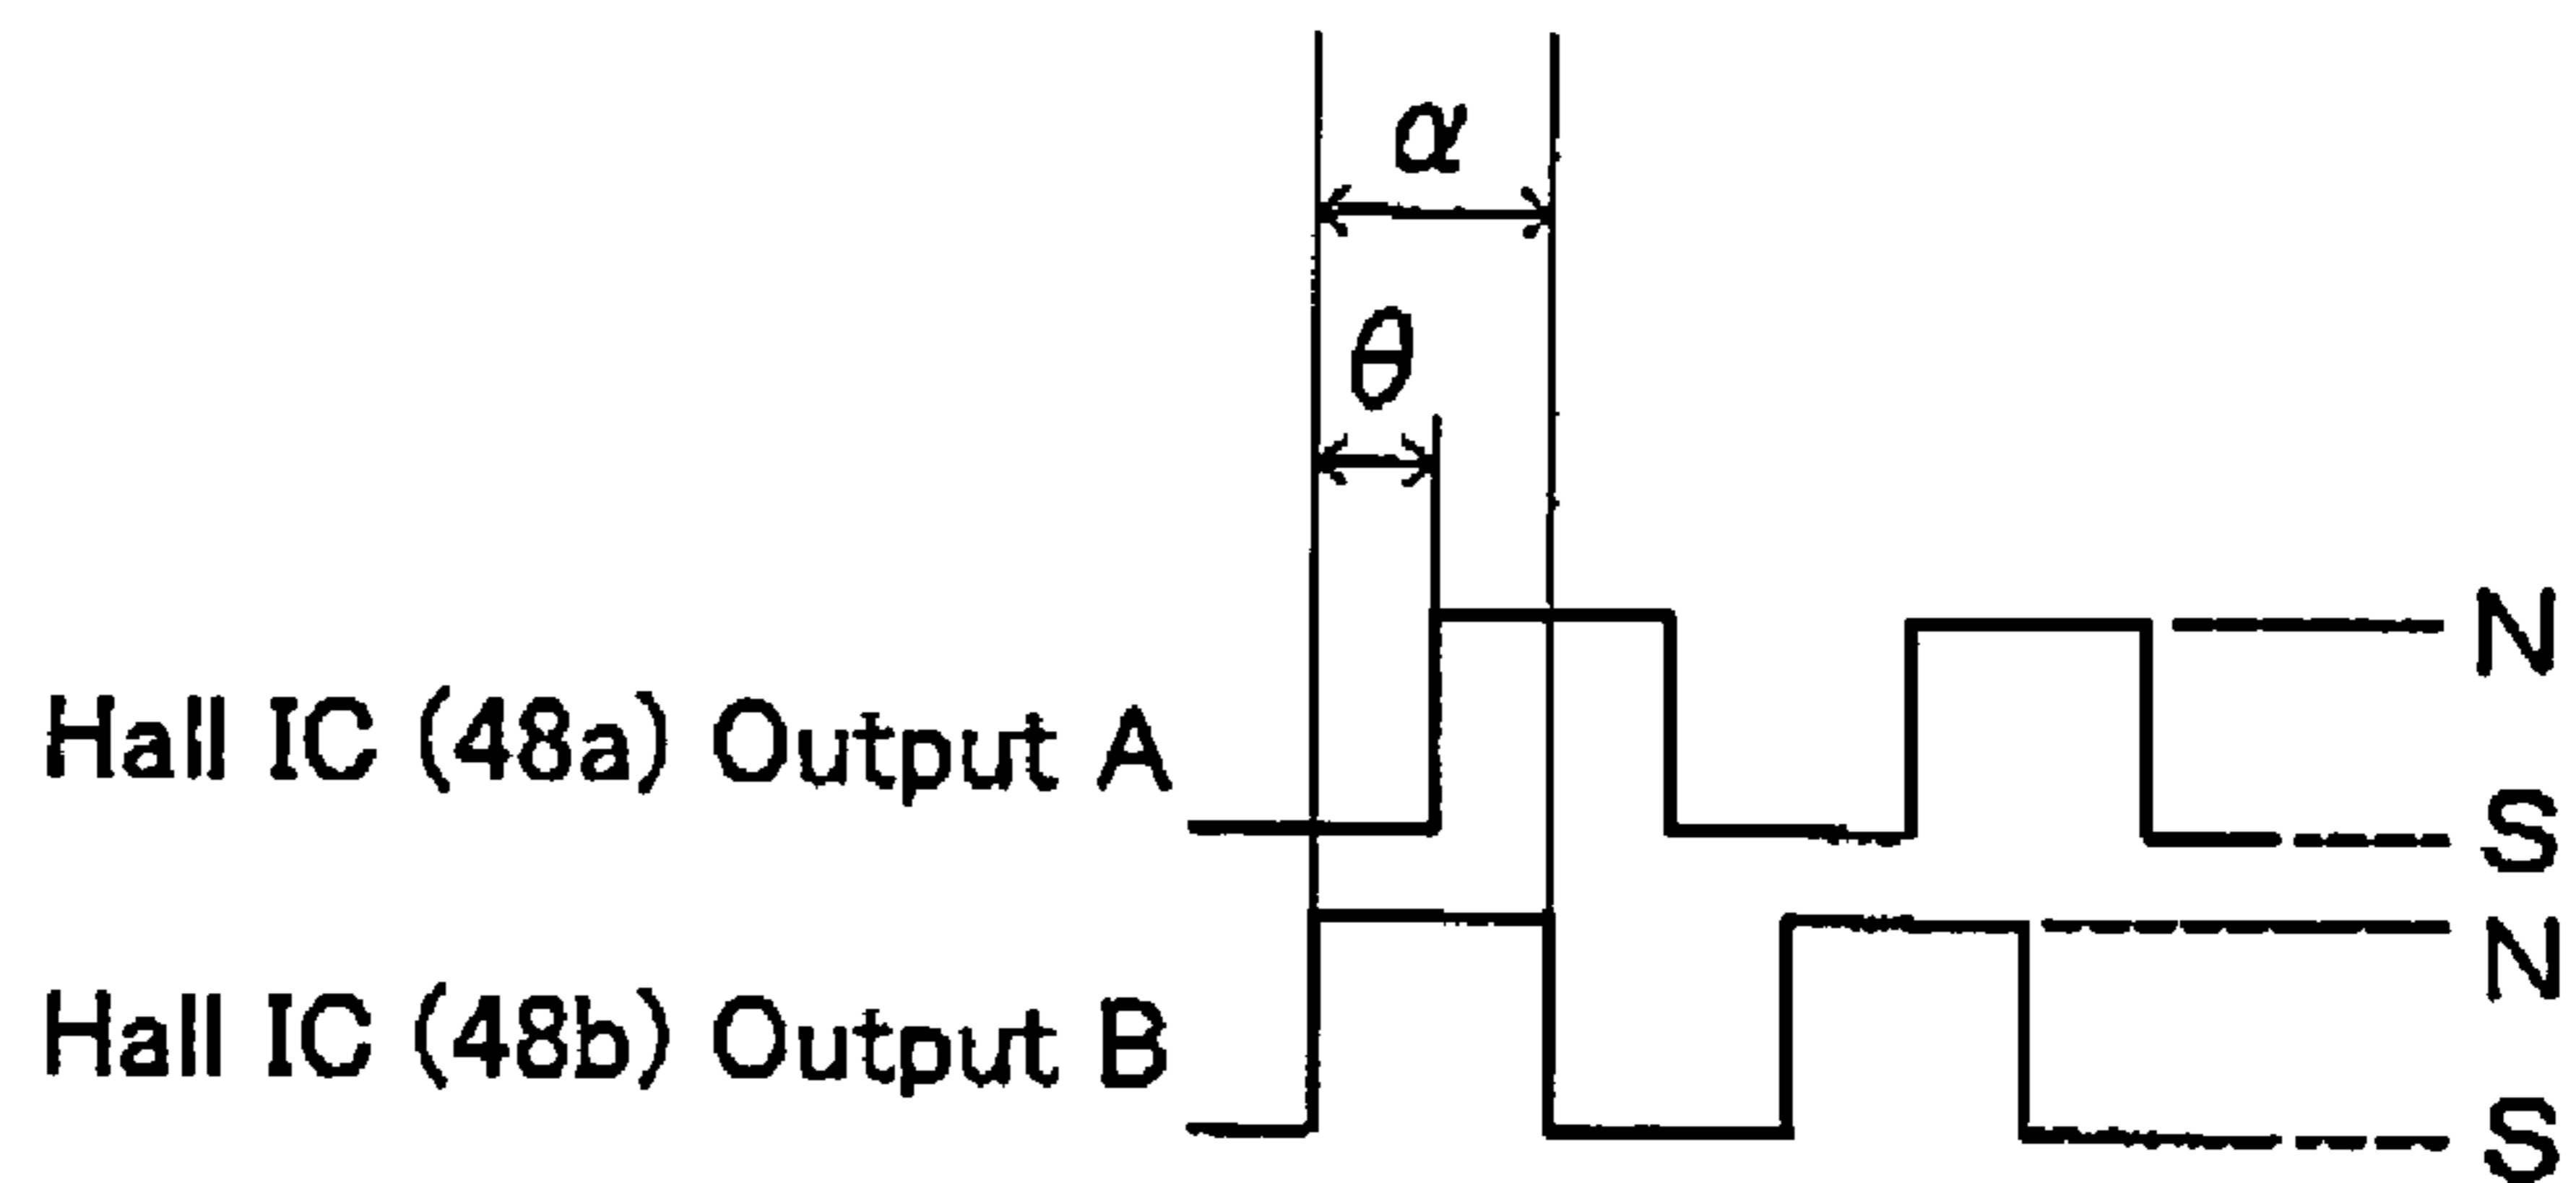 α
θ
N
Hall IC (48a) Output A
S
N
Hall IC (48b) Output B
S